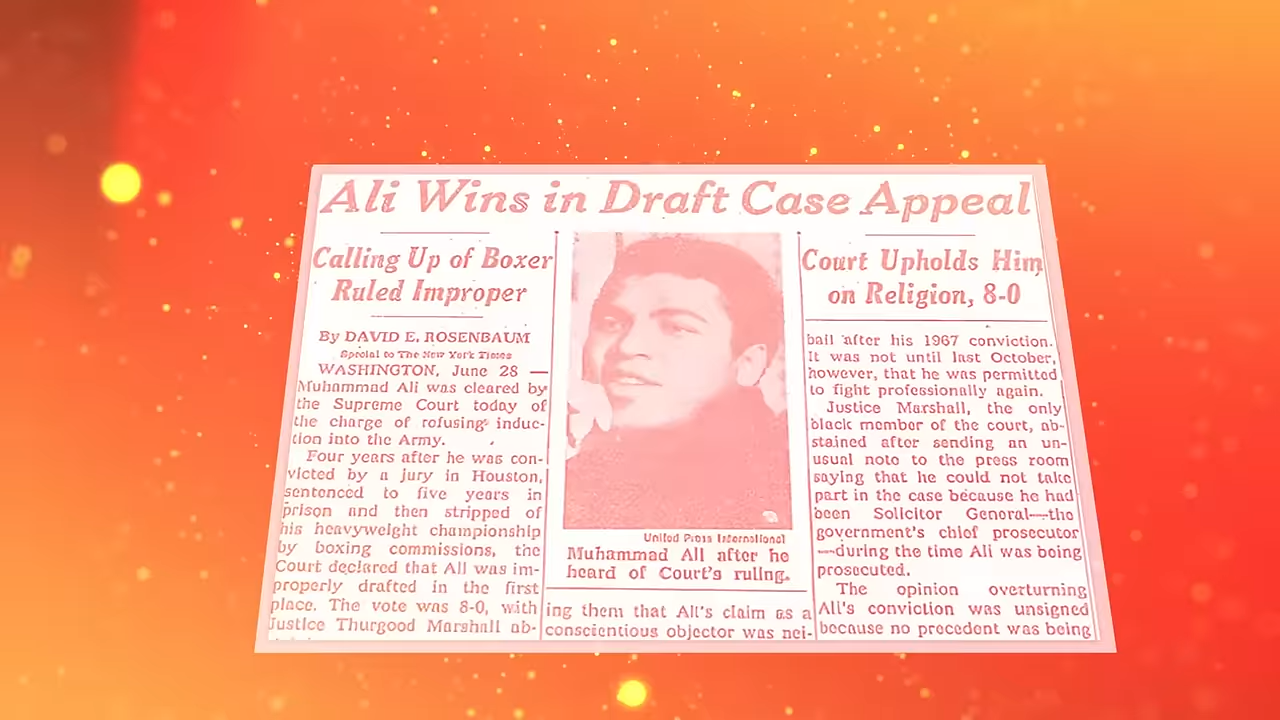 Ali Wins in Draft Case Appeal
Calling Up of Boxer
Ruled Improper
By DAVID E. ROSENBAUM
Special to The New York Times
WASHINGTON, June 28 —
Muhammad Ali was cleared by
the Supreme Court today of
the charge of refusing induc-
tion into the Army.
Four years after he was con-
victed by a jury in Houston,
sentenced to five years in
prison and then stripped of
his heavyweight championship
by boxing commissions, the
Court declared that Ali was im-
properly drafted in the first
place. The vote was 8-0, with
Justice Thurgood Marshall ab-
United Press International
Muhammad Ali after he
heard of Court's ruling.
ing them that Ali's claim as a
conscientious objector was nei-
Court Upholds Him
on Religion, 8-0
bail after his 1967 conviction.
It was not until last October,
however, that he was permitted
to fight professionally again.
Justice Marshall, the only
black member of the court, ab-
stained after sending an un-
usual note to the press room
saying that he could not take
part in the case because he had
been Solicitor General—the
government's chief prosecutor
—during the time Ali was being
prosecuted.
The opinion overturning
Ali's conviction was unsigned
because no precedent was being